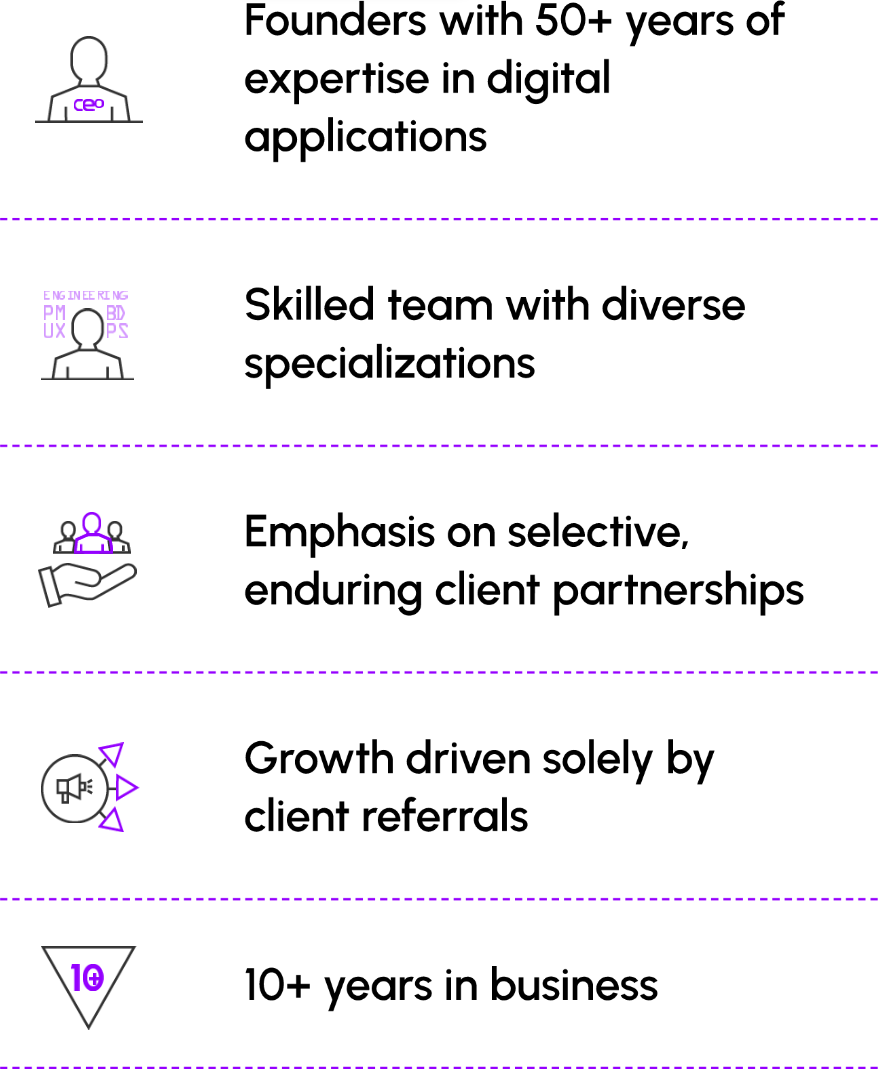 Founders with 50+ years of
expertise in digital
applications
ceo
ENGINEERING
PM BD
UX PS
Skilled team with diverse
specializations
Emphasis on selective,
enduring client partnerships
Growth driven solely by
client referrals
10+
10+ years in business